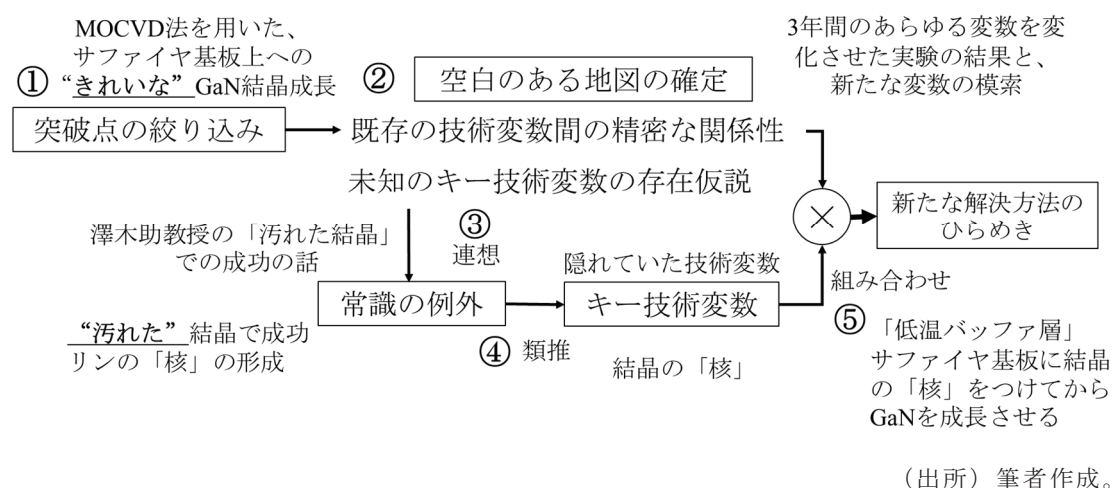 MOCVD法を用いた、
サファイヤ基板上への
“きれいな”GaN結晶成長
①
突破点の絞り込み
②
空白のある地図の確定
既存の技術変数間の精密な関係性
未知のキー技術変数の存在仮説
3年間のあらゆる変数を変
化させた実験の結果と、
新たな変数の模索
×
新たな解決方法の
ひらめき
澤木助教授の「汚れた結晶」
での成功の話
③
連想
常識の例外
“汚れた”結晶で成功
リンの「核」の形成
④ 類推
隠れていた技術変数
キー技術変数
結晶の「核」
組み合わせ
⑤
「低温バッファ層」
サファイヤ基板に結晶
の「核」をつけてから
GaNを成長させる
（出所）筆者作成。